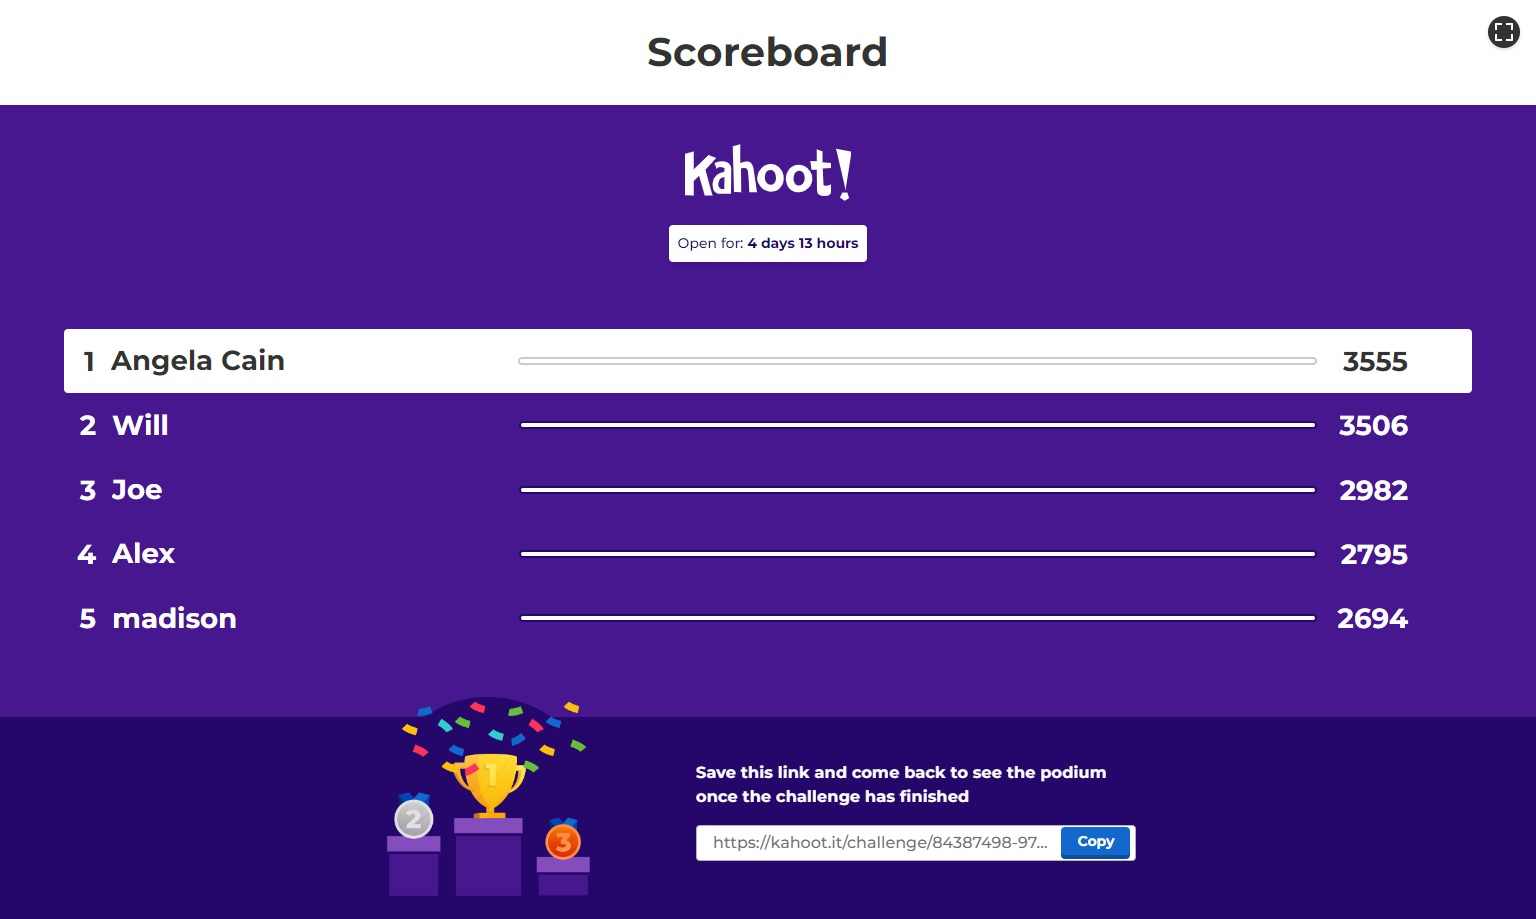 Scoreboard
Kahoot!
Open for: 4 days 13 hours
1 Angela Cain 3555
2 Will 3506
3 Joe 2982
4 Alex 2795
5 madison 2694
1
2
3
Save this link and come back to see the podium
once the challenge has finished
https://kahoot.it/challenge/84387498-97... Copy